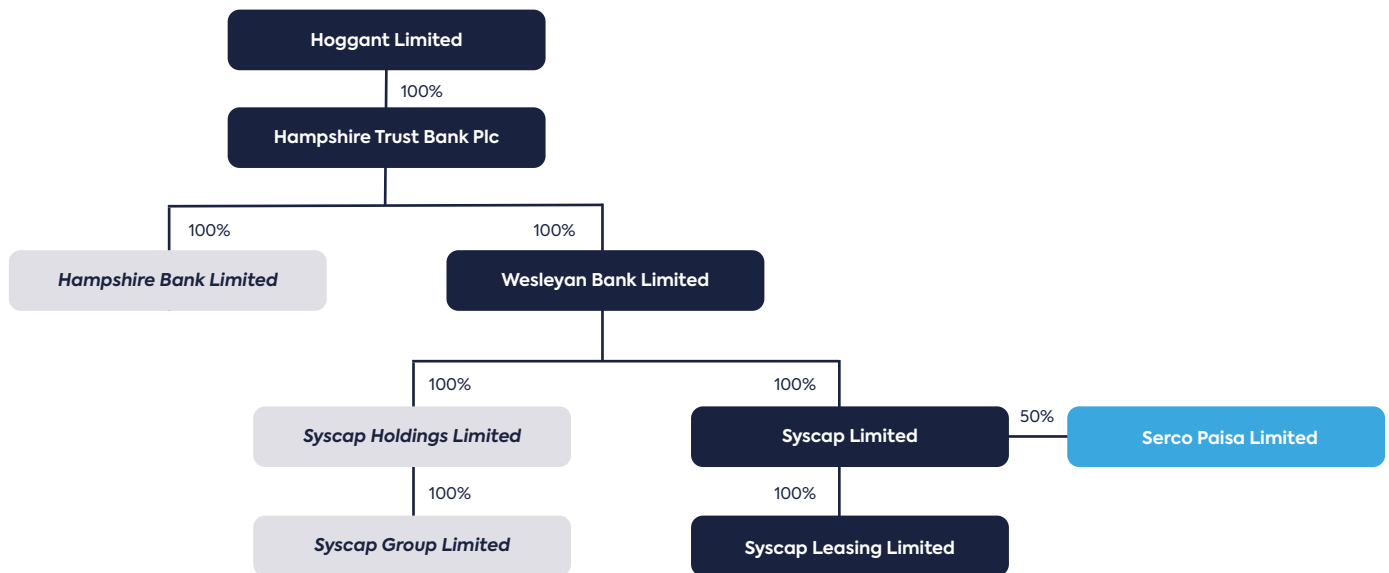 Hoggant Limited
100%
Hampshire Trust Bank Plc
100%
100%
Hampshire Bank Limited
Wesleyan Bank Limited
100%
100%
Syscap Holdings Limited
Syscap Limited
50%
Serco Paisa Limited
100%
100%
Syscap Group Limited
Syscap Leasing Limited